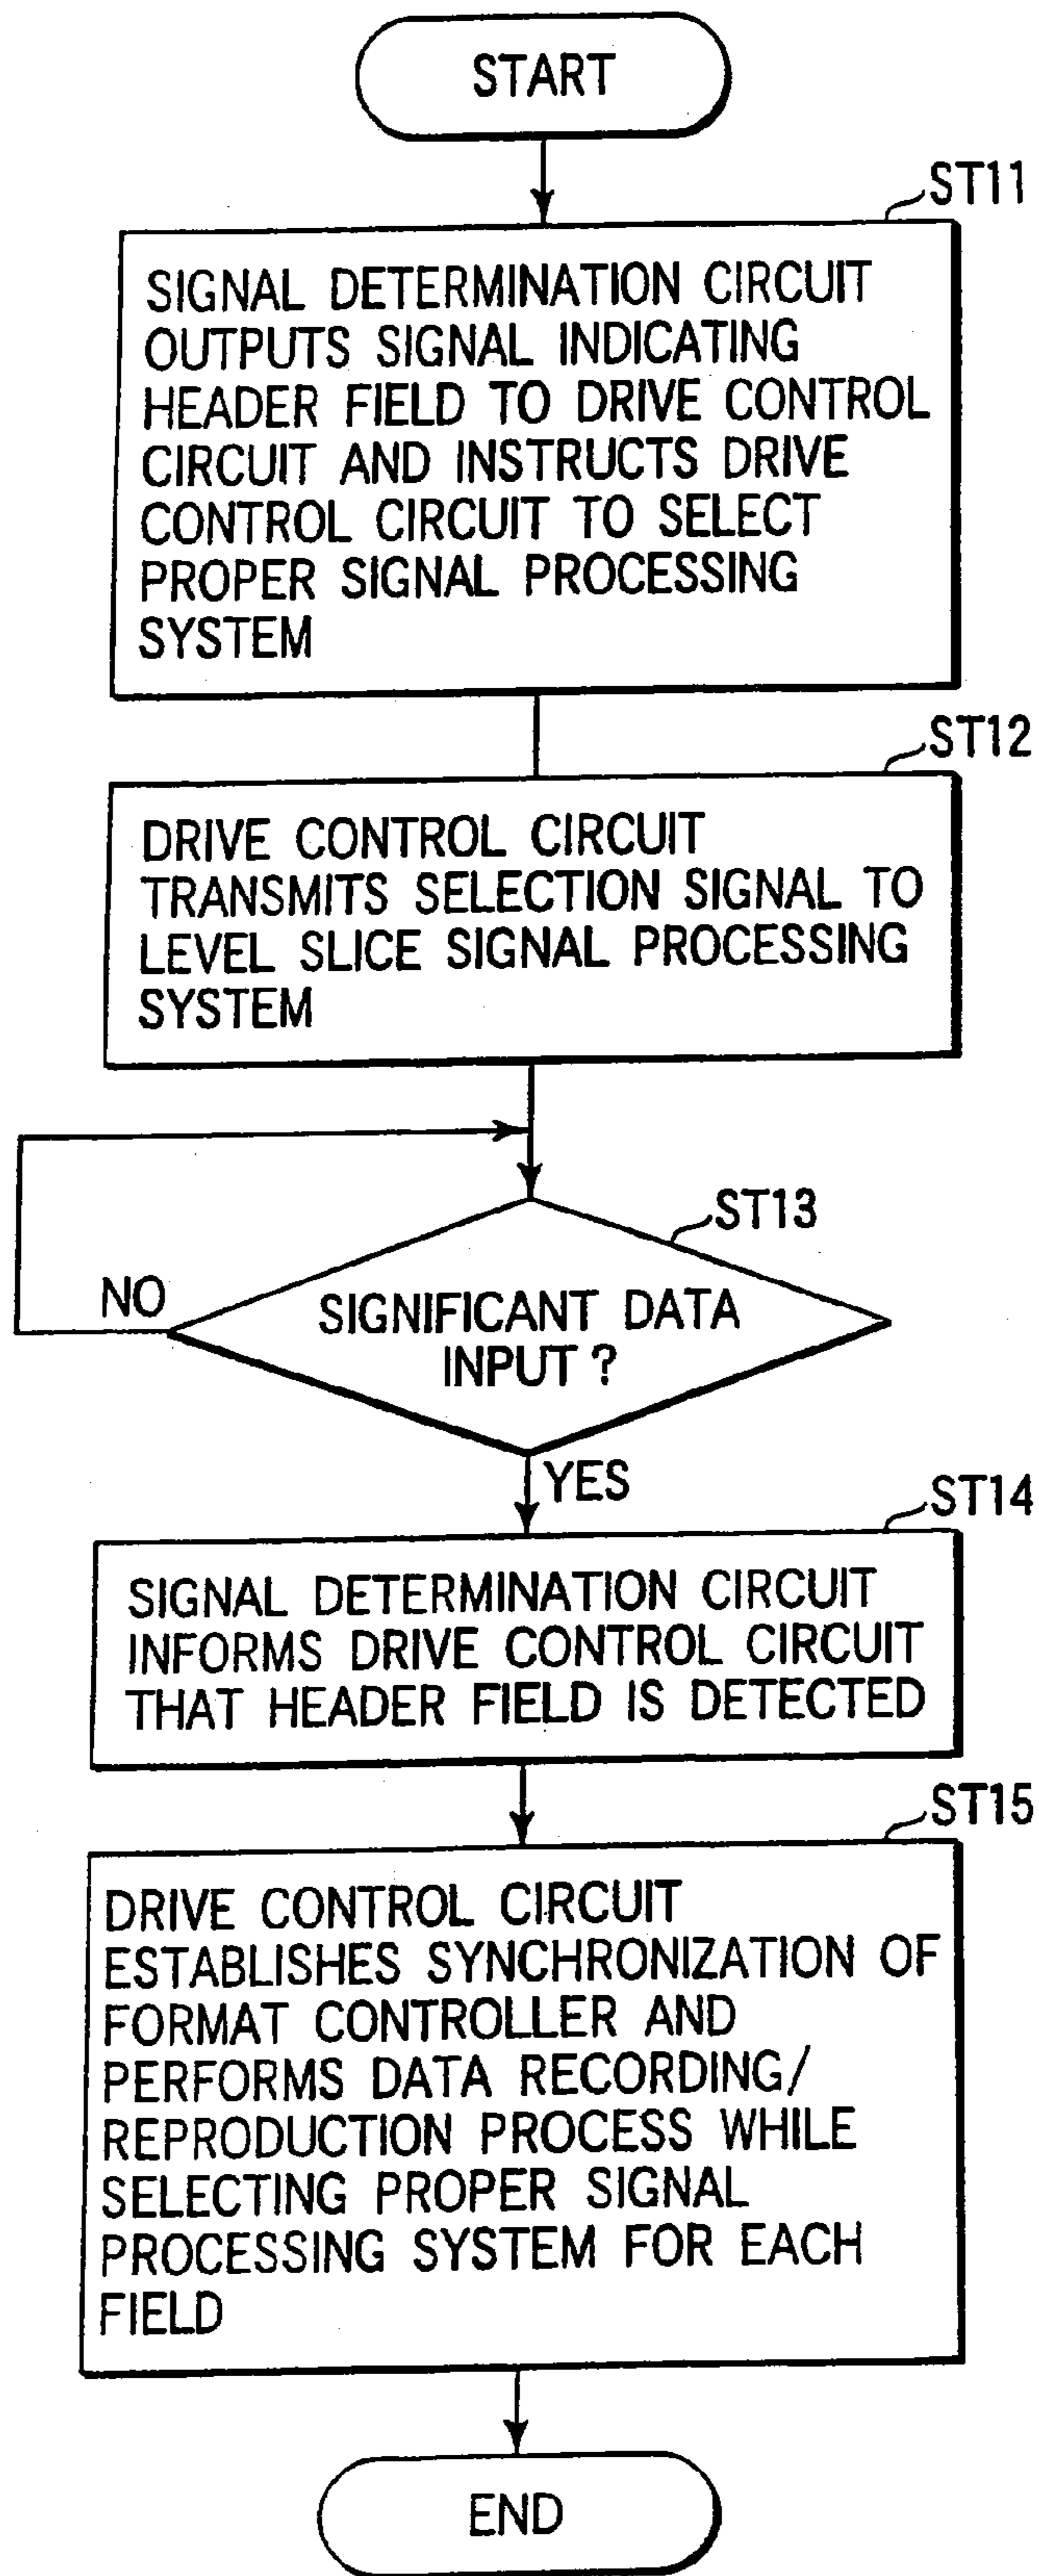 START
ST11
SIGNAL DETERMINATION CIRCUIT
OUTPUTS SIGNAL INDICATING
HEADER FIELD TO DRIVE CONTROL
CIRCUIT AND INSTRUCTS DRIVE
CONTROL CIRCUIT TO SELECT
PROPER SIGNAL PROCESSING
SYSTEM
ST12
DRIVE CONTROL CIRCUIT
TRANSMITS SELECTION SIGNAL TO
LEVEL SLICE SIGNAL PROCESSING
SYSTEM
ST13
NO
SIGNIFICANT DATA
INPUT ?
YES
ST14
SIGNAL DETERMINATION CIRCUIT
INFORMS DRIVE CONTROL CIRCUIT
THAT HEADER FIELD IS DETECTED
ST15
DRIVE CONTROL CIRCUIT
ESTABLISHES SYNCHRONIZATION OF
FORMAT CONTROLLER AND
PERFORMS DATA RECORDING/
REPRODUCTION PROCESS WHILE
SELECTING PROPER SIGNAL
PROCESSING SYSTEM FOR EACH
FIELD
END